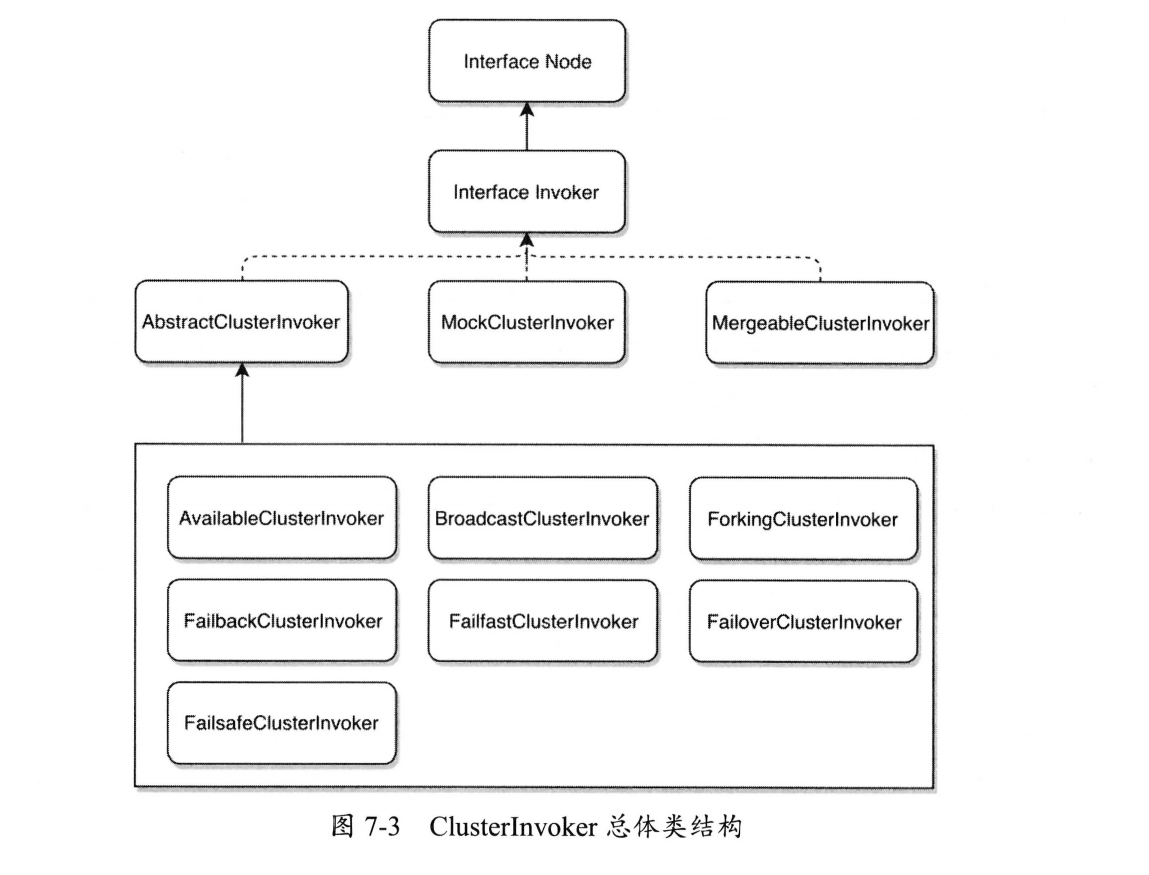 Interface Node
Interface Invoker
AbstractClusterInvoker
MockClusterInvoker
MergeableClusterInvoker
AvailableClusterInvoker
BroadcastClusterInvoker
ForkingClusterInvoker
FailbackClusterInvoker
FailfastClusterInvoker
FailoverClusterInvoker
FailsafeClusterInvoker
图 7-3 ClusterInvoker 总体类结构